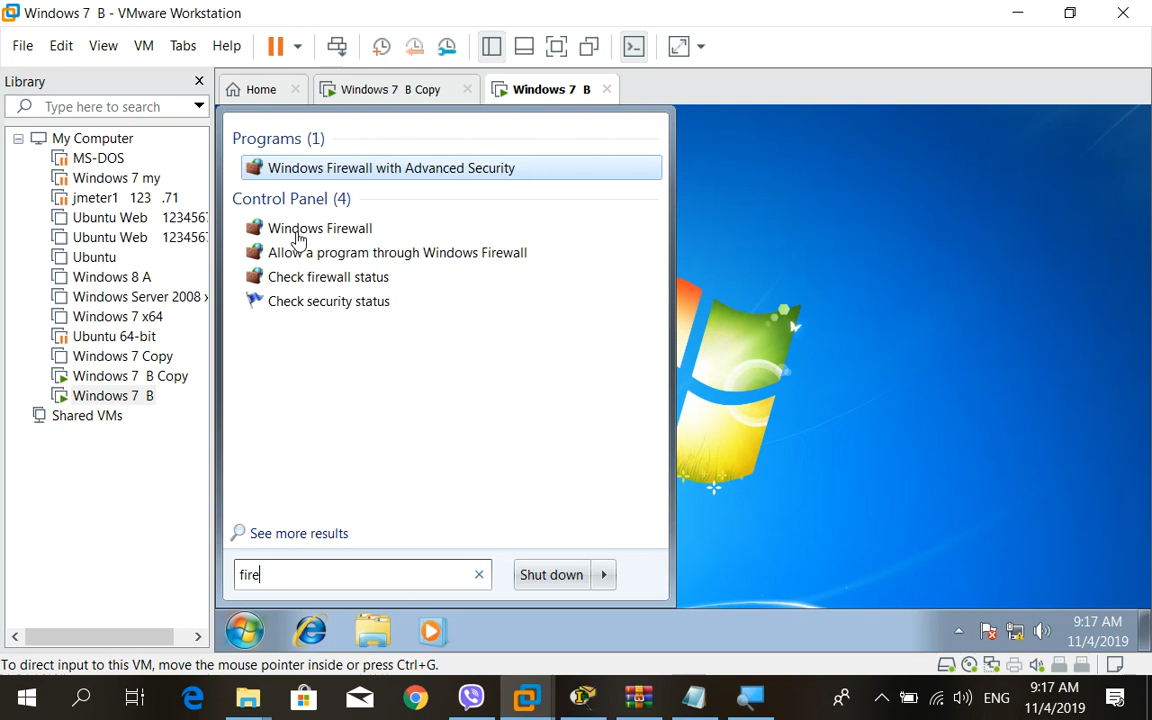 Windows 7 B - VMware Workstation
File Edit View VM Tabs Help
Library
Type here to search
Home
Windows 7 B Copy
Windows 7 B
My Computer
MS-DOS
Windows 7 my
jmeter1 123 .71
Ubuntu Web 123456
Ubuntu Web 123456
Ubuntu
Windows 8 A
Windows Server 2008 x
Windows 7 x64
Ubuntu 64-bit
Windows 7 Copy
Windows 7 B Copy
Windows 7 B
Shared VMs
Programs (1)
Windows Firewall with Advanced Security
Control Panel (4)
Windows Firewall
Allow a program through Windows Firewall
Check firewall status
Check security status
See more results
fire
Shut down
9:17 AM
11/4/2019
To direct input to this VM, move the mouse pointer inside or press Ctrl+G.
ENG
9:17 AM
11/4/2019